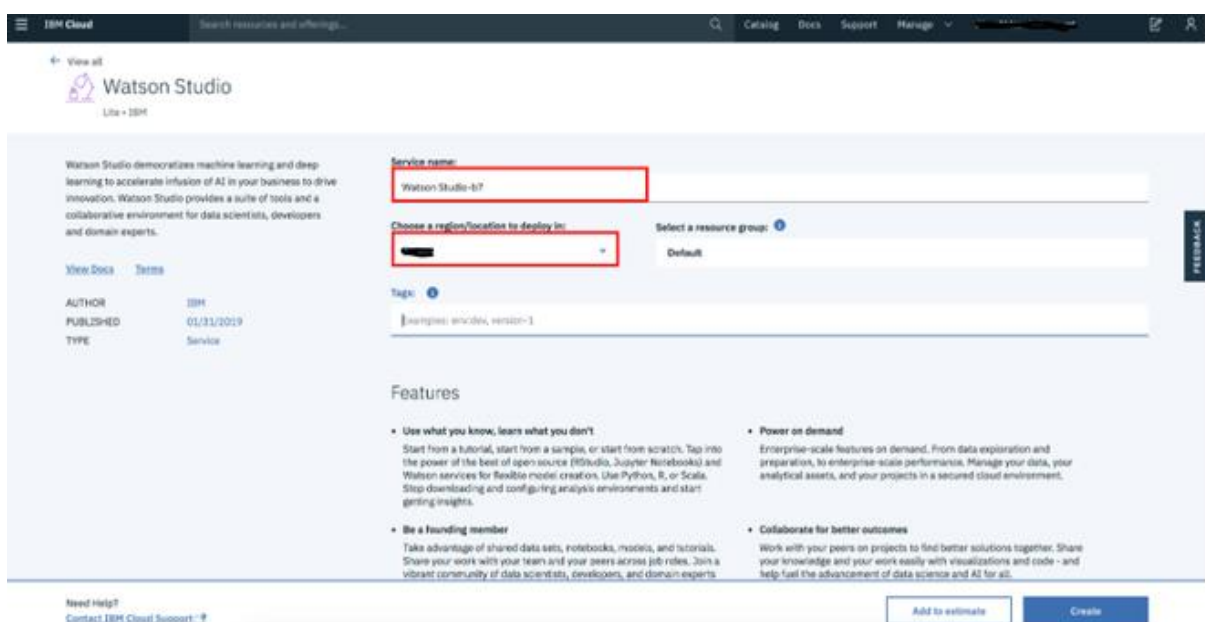 IBM Cloud
Search resources and offerings...
Catalog Docs Support Manage
← View all
Watson Studio
Lite • IBM
Watson Studio democratizes machine learning and deep
learning to accelerate infusion of AI in your business to drive
innovation. Watson Studio provides a suite of tools and a
collaborative environment for data scientists, developers
and domain experts.
View Docs Terms
AUTHOR IBM
PUBLISHED 01/31/2019
TYPE Service
Service name:
Watson Studio-b7
Choose a region/location to deploy in:
Select a resource group:
Default
Tags:
Examples: env:dev, version-1
Features
• Use what you know, learn what you don't
Start from a tutorial, start from a sample, or start from scratch. Tap into
the power of the best of open source (RStudio, Jupyter Notebooks) and
Watson services for flexible model creation. Use Python, R, or Scala.
Stop downloading and configuring analysis environments and start
getting insights.
• Power on demand
Enterprise-scale features on demand. From data exploration and
preparation, to enterprise-scale performance. Manage your data, your
analytical assets, and your projects in a secured cloud environment.
• Be a founding member
Take advantage of shared data sets, notebooks, models, and tutorials.
Share your work with your team and your peers across job roles. Join a
vibrant community of data scientists, developers, and domain experts
• Collaborate for better outcomes
Work with your peers on projects to find better solutions together. Share
your knowledge and your work easily with visualizations and code - and
help fuel the advancement of data science and AI for all.
FEEDBACK
Need Help?
Contact IBM Cloud Support
Add to estimate
Create